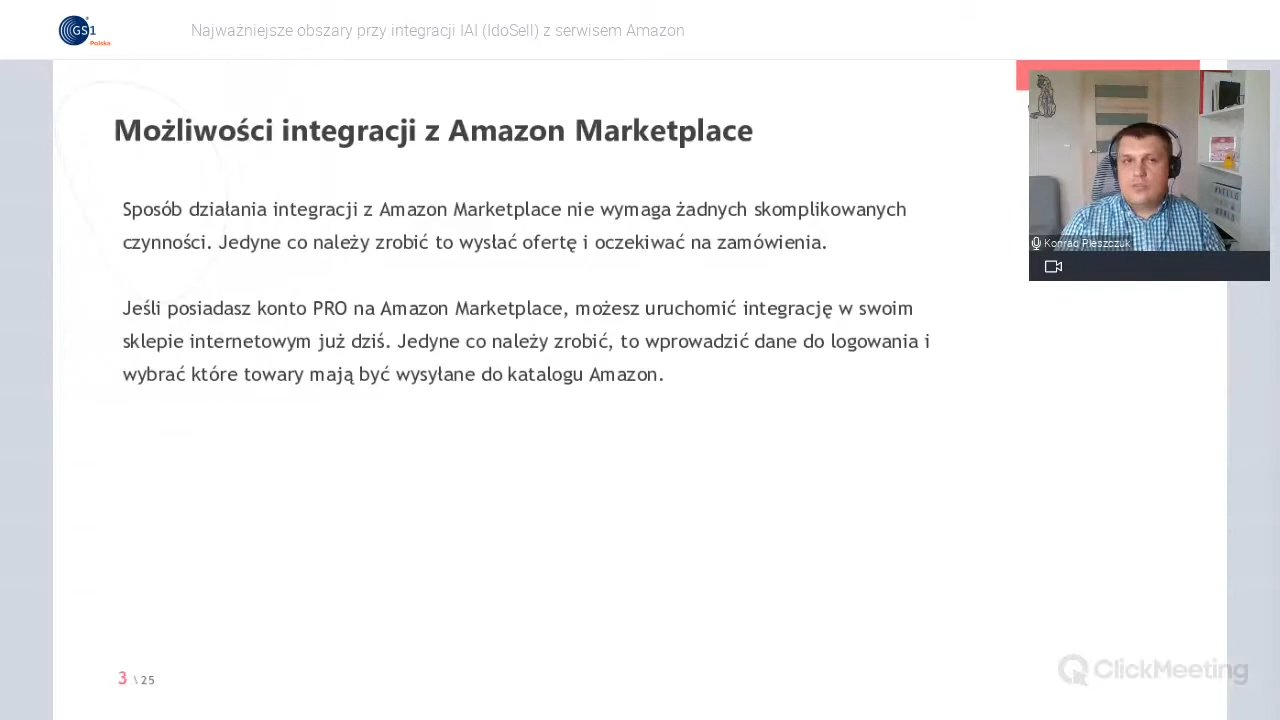 GS1
Polska
Najważniejsze obszary przy integracji IAI (IdoSell) z serwisem Amazon
Możliwości integracji z Amazon Marketplace
Sposób działania integracji z Amazon Marketplace nie wymaga żadnych skomplikowanych
czynności. Jedyne co należy zrobić to wysłać ofertę i oczekiwać na zamówienia.
Jeśli posiadasz konto PRO na Amazon Marketplace, możesz uruchomić integrację w swoim
sklepie internetowym już dziś. Jedyne co należy zrobić, to wprowadzić dane do logowania i
wybrać które towary mają być wysyłane do katalogu Amazon.
Konrad Pleszczuk
3 \ 25
ClickMeeting